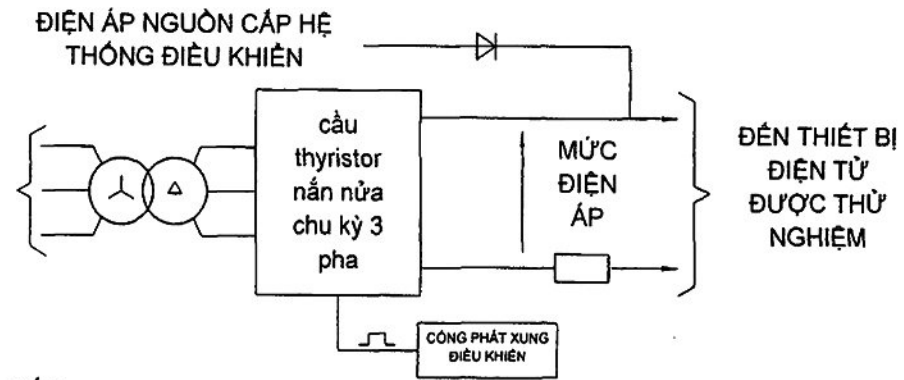 ĐIỆN ÁP NGUỒN CẤP HỆ
THỐNG ĐIỀU KHIỂN
cầu
thyristor
nắn nửa
chu kỳ 3
pha
MỨC
ĐIỆN
ÁP
ĐẾN THIẾT BỊ
ĐIỆN TỬ
ĐƯỢC THỬ
NGHIỆM
CỔNG PHÁT XUNG
ĐIỀU KHIỂN